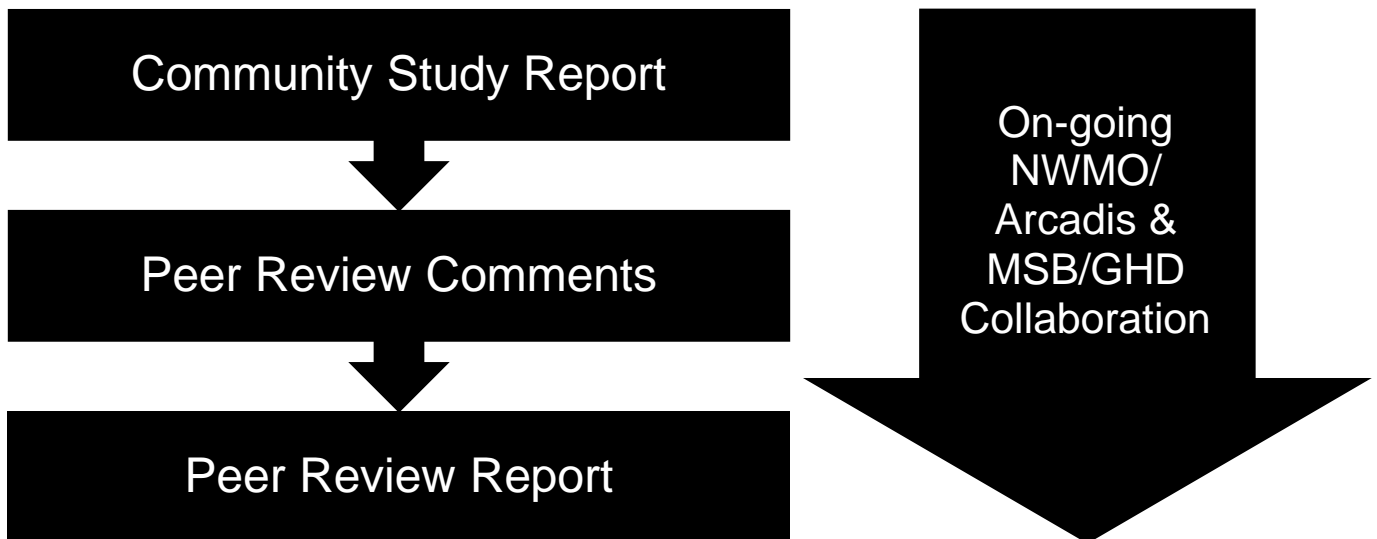 Community Study Report
Peer Review Comments
Peer Review Report
On-going
NWMO/
Arcadis &
MSB/GHD
Collaboration